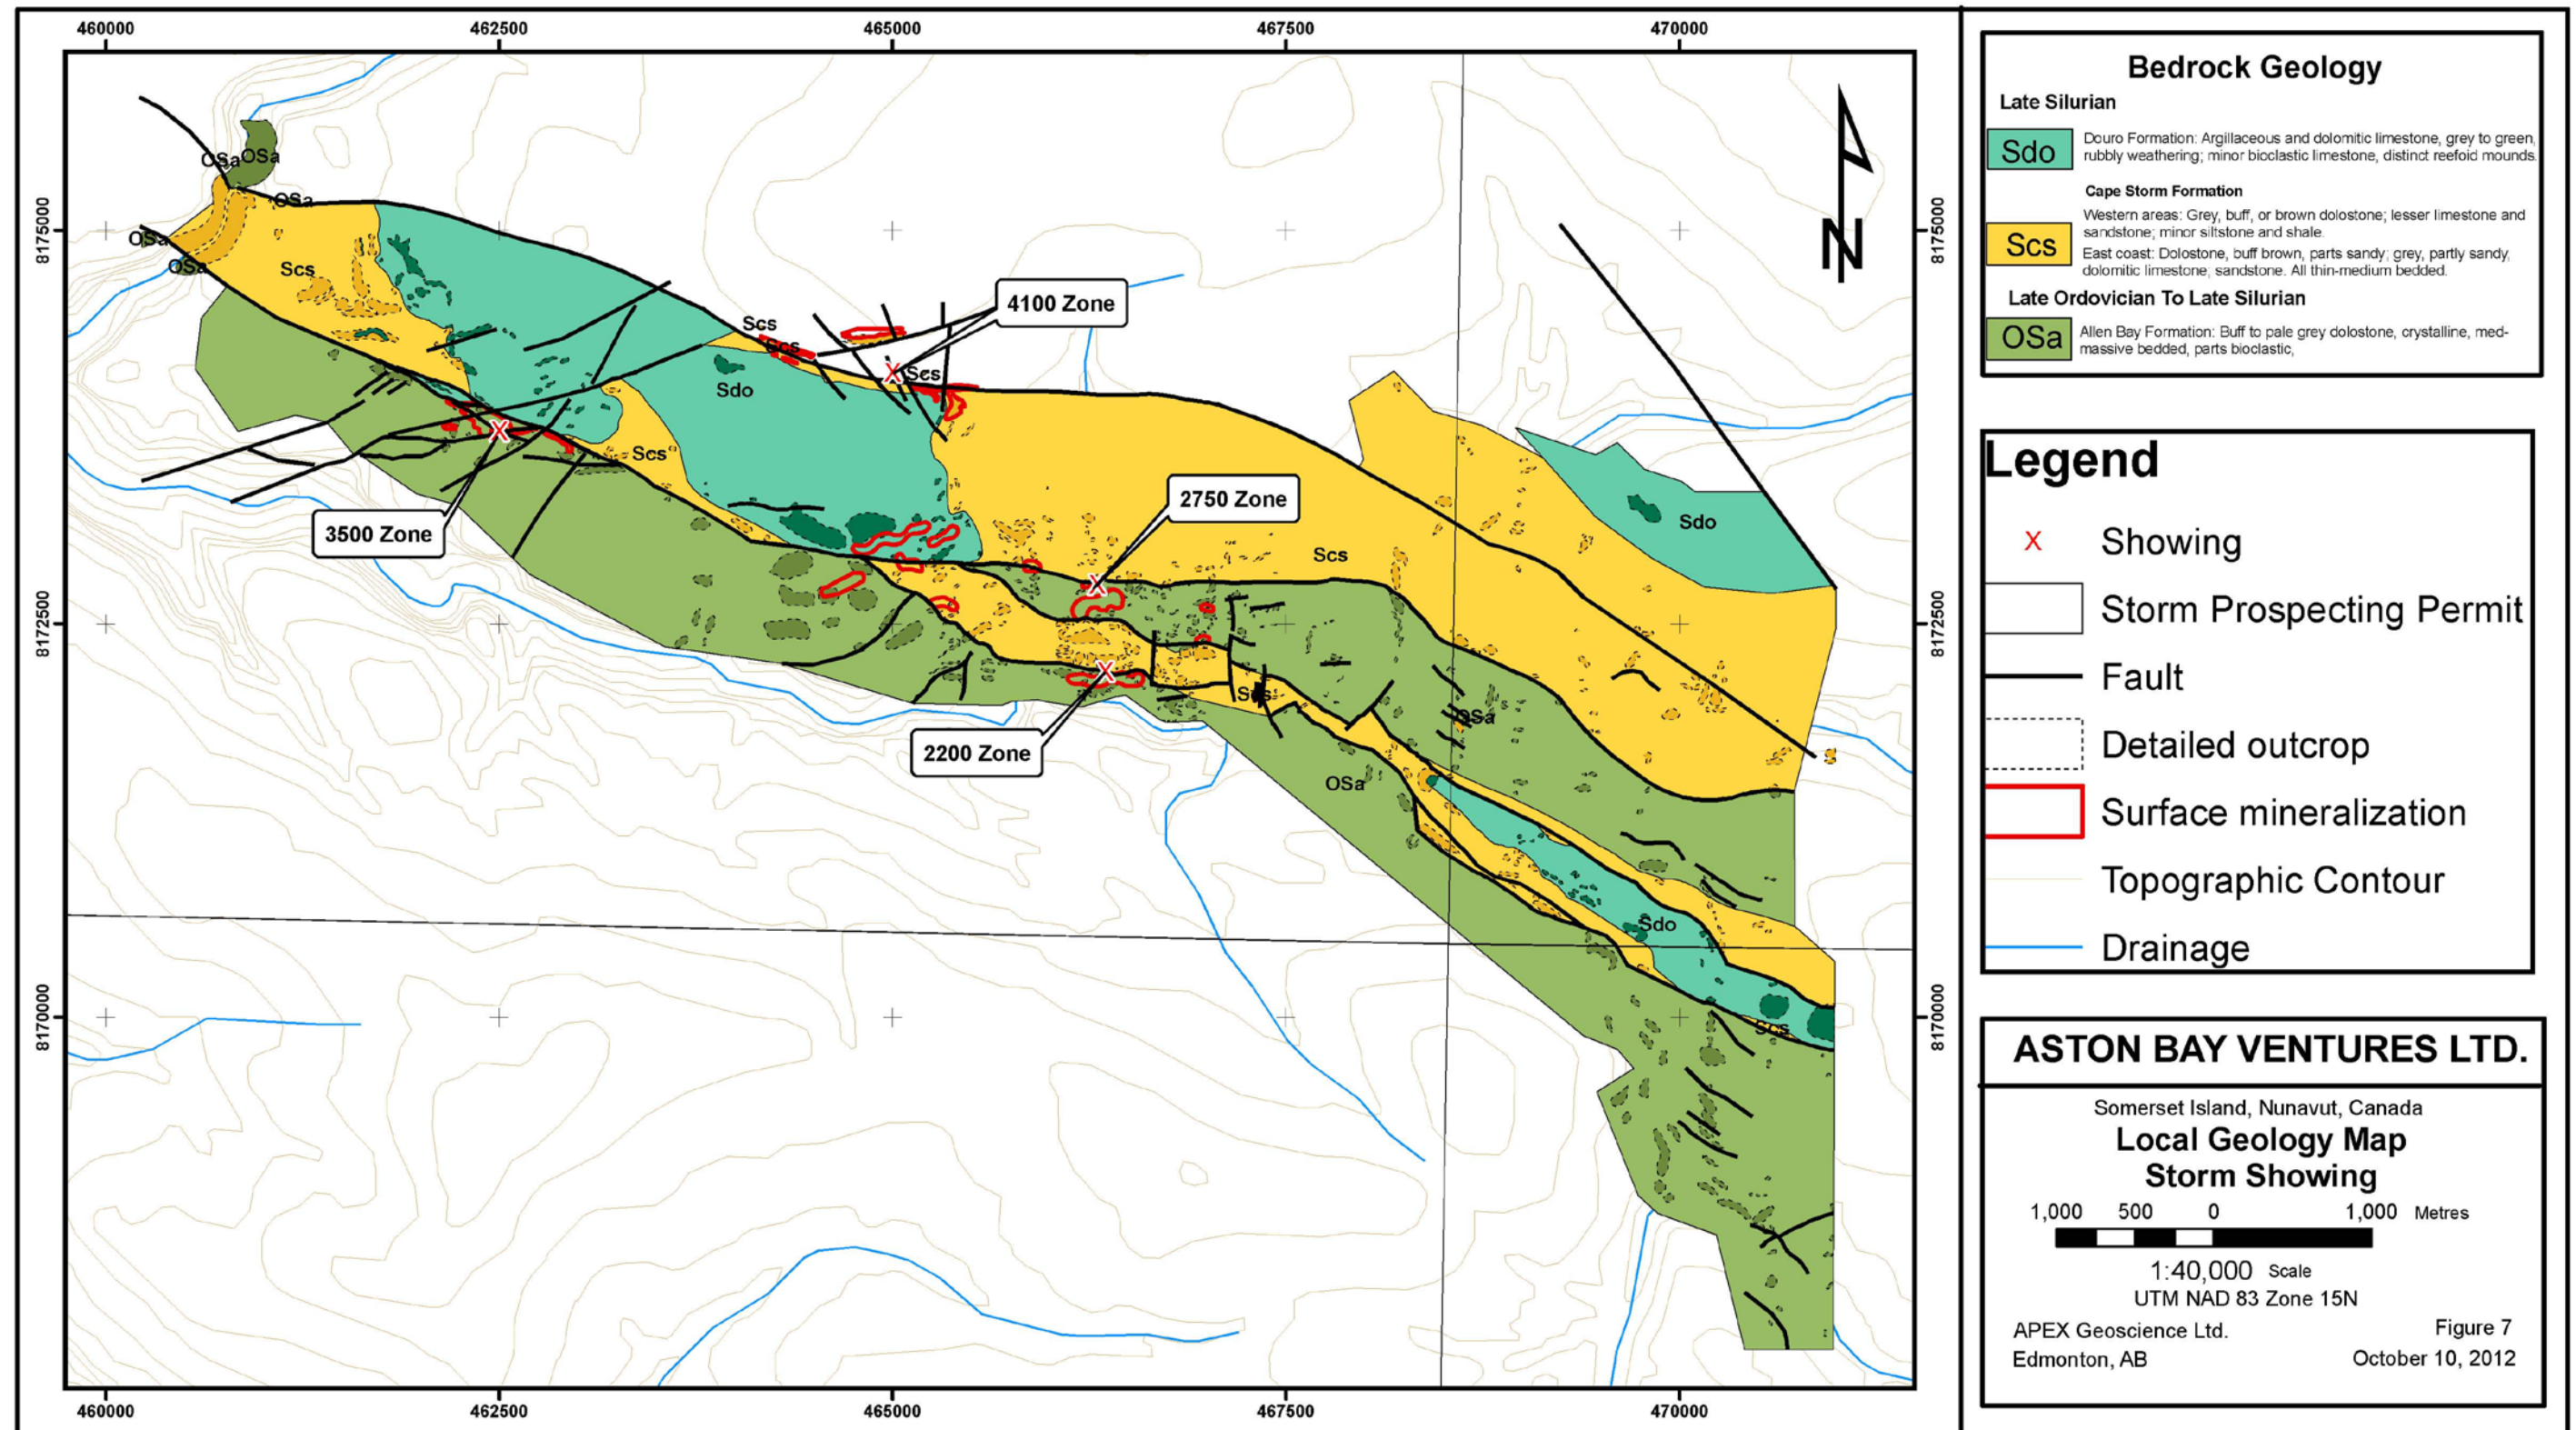 460000 462500 465000 467500 470000
8175000
8172500
8170000
8175000
8172500
8170000
460000 462500 465000 467500 470000
OSa OSa
OSa
OSa
OSa
Scs
Scs
Scs
4100 Zone
Scs
Sdo
Scs
3500 Zone
2750 Zone
Sdo
Scs
Scs
OSa
2200 Zone
OSa
Sdo
Scs
N
Bedrock Geology
Late Silurian
Sdo
Douro Formation: Argillaceous and dolomitic limestone, grey to green,
rubbly weathering; minor bioclastic limestone, distinct reefoid mounds.
Cape Storm Formation
Scs
Western areas: Grey, buff, or brown dolostone; lesser limestone and
sandstone; minor siltstone and shale.
East coast: Dolostone, buff brown, parts sandy; grey, partly sandy,
dolomitic limestone; sandstone. All thin-medium bedded.
Late Ordovician To Late Silurian
OSa
Allen Bay Formation: Buff to pale grey dolostone, crystalline, med-
massive bedded, parts bioclastic,
Legend
X Showing
Storm Prospecting Permit
Fault
Detailed outcrop
Surface mineralization
Topographic Contour
Drainage
ASTON BAY VENTURES LTD.
Somerset Island, Nunavut, Canada
Local Geology Map
Storm Showing
1,000 500 0 1,000 Metres
1:40,000 Scale
UTM NAD 83 Zone 15N
APEX Geoscience Ltd. Figure 7
Edmonton, AB October 10, 2012